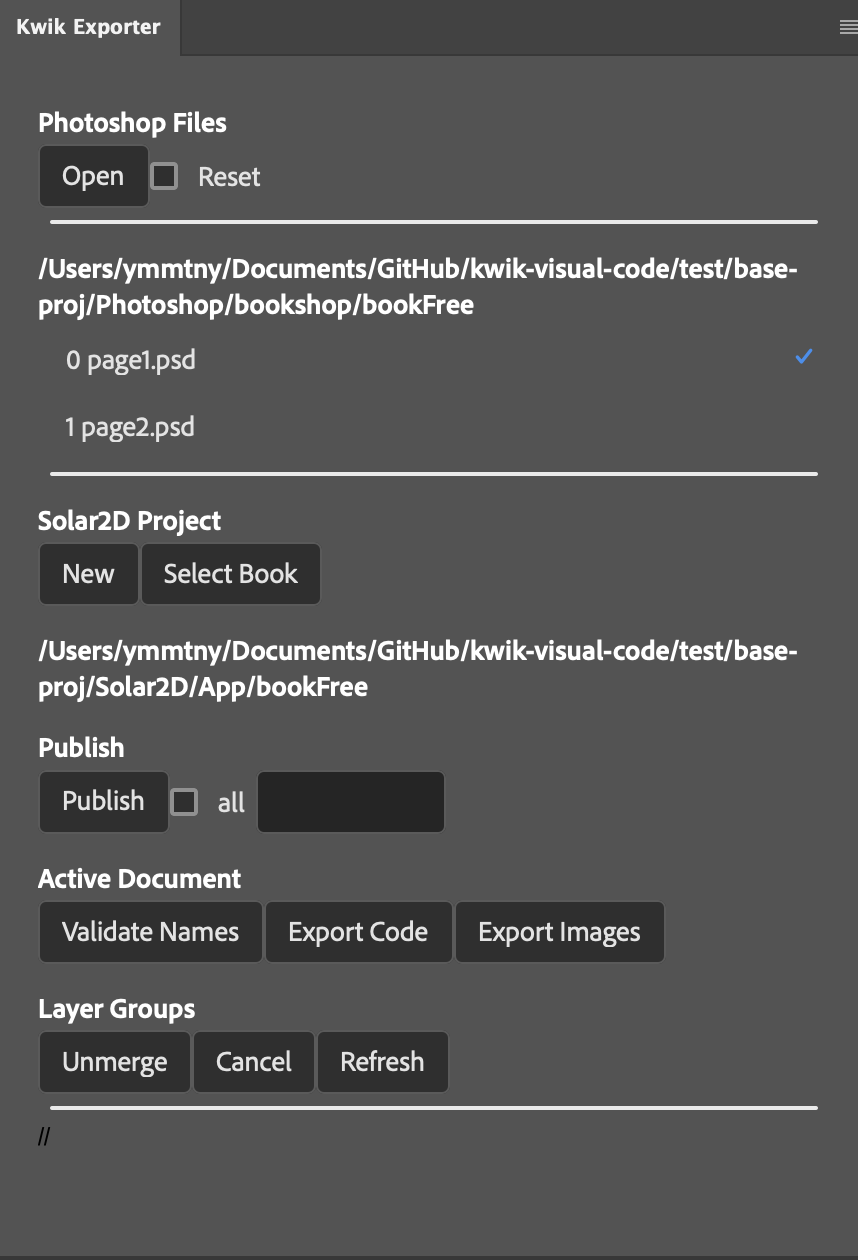 Kwik Exporter
Photoshop Files
Open Reset
/Users/ymmtny/Documents/GitHub/kwik-visual-code/test/base-
proj/Photoshop/bookshop/bookFree
0 page1.psd
1 page2.psd
Solar2D Project
New Select Book
/Users/ymmtny/Documents/GitHub/kwik-visual-code/test/base-
proj/Solar2D/App/bookFree
Publish
Publish all
Active Document
Validate Names Export Code Export Images
Layer Groups
Unmerge Cancel Refresh
//